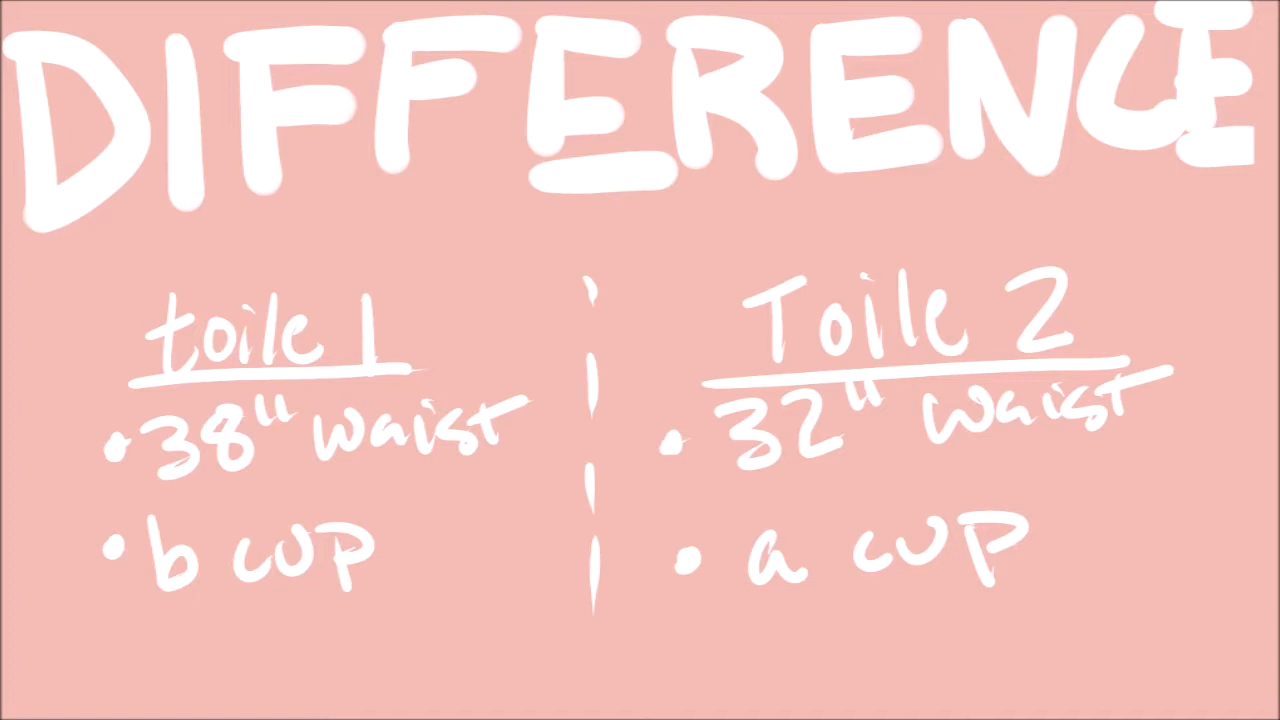 DIFFERENCE
toile 1
• 38" waist
• b cup
Toile 2
• 32" waist
• a cup